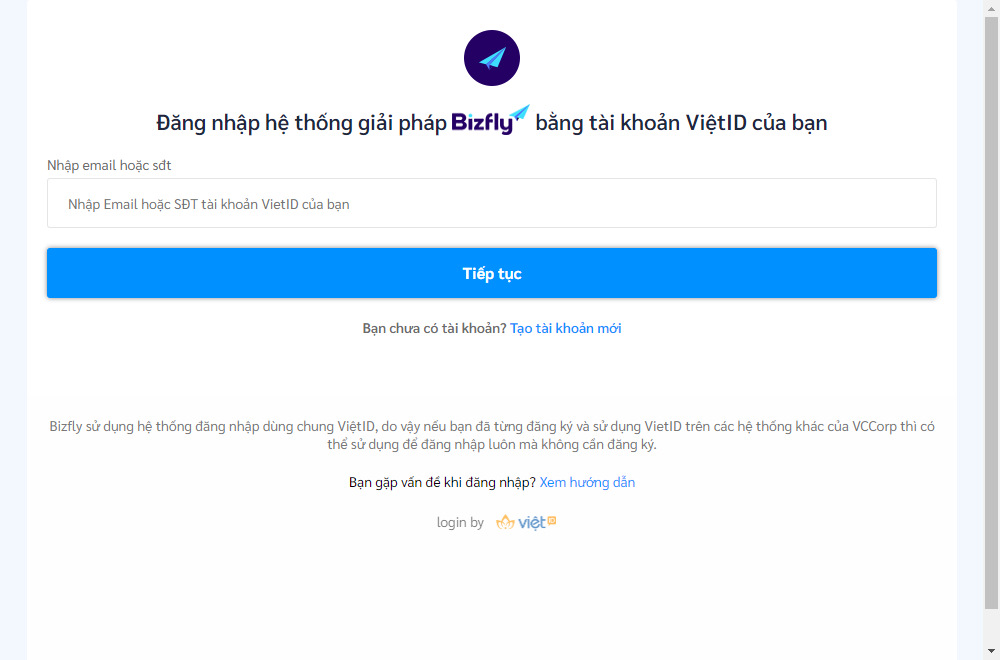 Đăng nhập hệ thống giải pháp Bizfly bằng tài khoản ViệtID của bạn
Nhập email hoặc sđt
Nhập Email hoặc SĐT tài khoản VietID của bạn
Tiếp tục
Bạn chưa có tài khoản? Tạo tài khoản mới
Bizfly sử dụng hệ thống đăng nhập dùng chung ViệtID, do vậy nếu bạn đã từng đăng ký và sử dụng VietID trên các hệ thống khác của VCCorp thì có
thể sử dụng để đăng nhập luôn mà không cần đăng ký.
Bạn gặp vấn đề khi đăng nhập? Xem hướng dẫn
login by việt ID